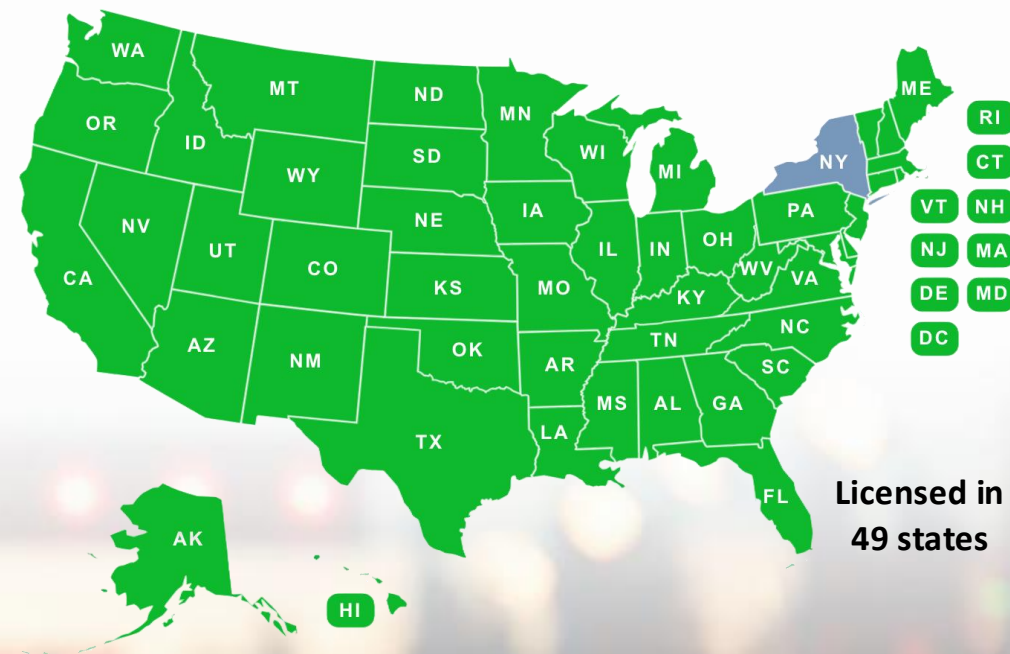 WA
MT
ND
MN
ME
OR
ID
SD
WI
MI
NY
RI
CT
WY
NE
IA
PA
VT
NH
NV
UT
CO
IL
IN
OH
NJ
MA
CA
KS
MO
WV
VA
KY
DE
MD
AZ
NM
OK
AR
TN
NC
DC
SC
MS
AL
GA
TX
LA
FL
Licensed in
49 states
AK
HI